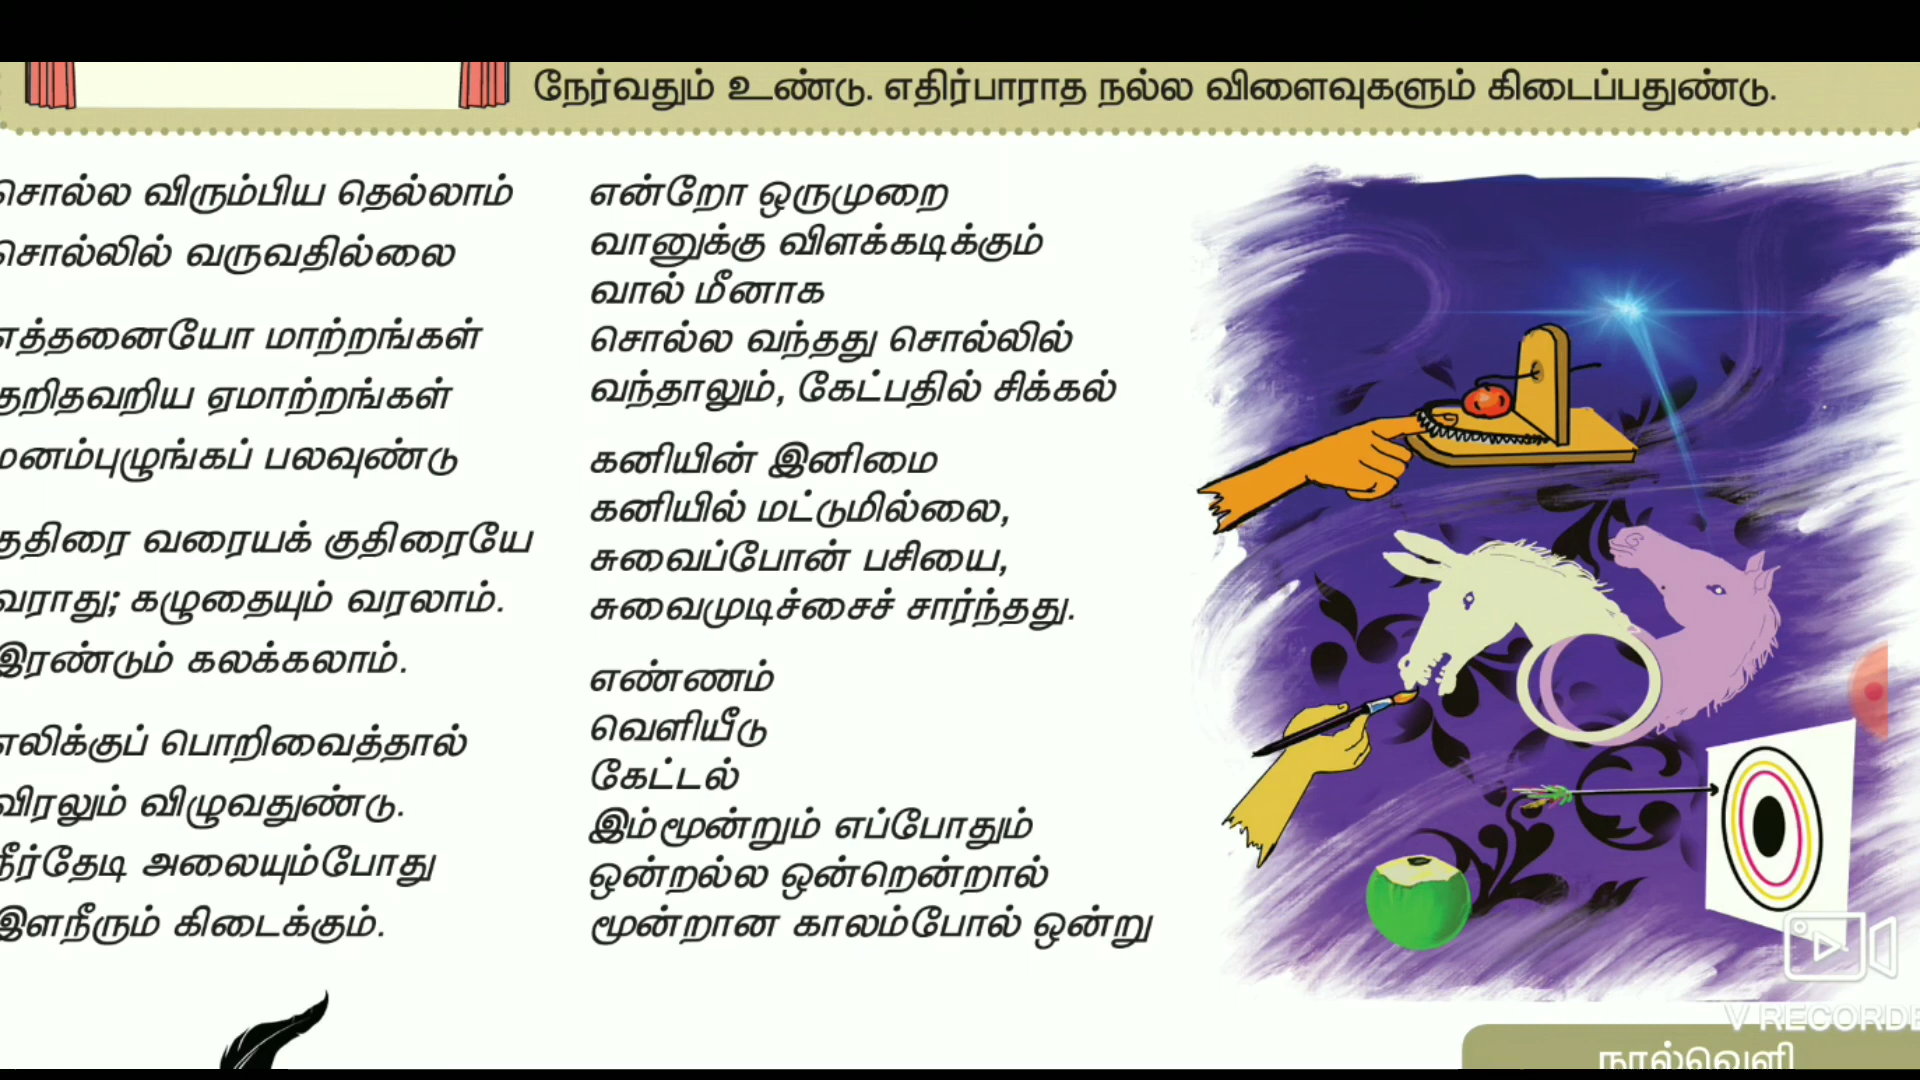 நேர்வதும் உண்டு. எதிர்பாராத நல்ல விளைவுகளும் கிடைப்பதுண்டு.
சொல்ல விரும்பிய தெல்லாம்
சொல்லில் வருவதில்லை
எத்தனையோ மாற்றங்கள்
குறிதவறிய ஏமாற்றங்கள்
மனம்புழுங்கப் பலவுண்டு
குதிரை வரையக் குதிரையே
வராது; கழுதையும் வரலாம்.
இரண்டும் கலக்கலாம்.
எலிக்குப் பொறிவைத்தால்
விரலும் விழுவதுண்டு.
நீர்தேடி அலையும்போது
இளநீரும் கிடைக்கும்.
என்றோ ஒருமுறை
வானுக்கு விளக்கடிக்கும்
வால் மீனாக
சொல்ல வந்தது சொல்லில்
வந்தாலும், கேட்பதில் சிக்கல்
கனியின் இனிமை
கனியில் மட்டுமில்லை,
சுவைப்போன் பசியை,
சுவைமுடிச்சைச் சார்ந்தது.
எண்ணம்
வெளியீடு
கேட்டல்
இம்மூன்றும் எப்போதும்
ஒன்றல்ல ஒன்றென்றால்
மூன்றான காலம்போல் ஒன்று
V RECORDE
நால்வெளி